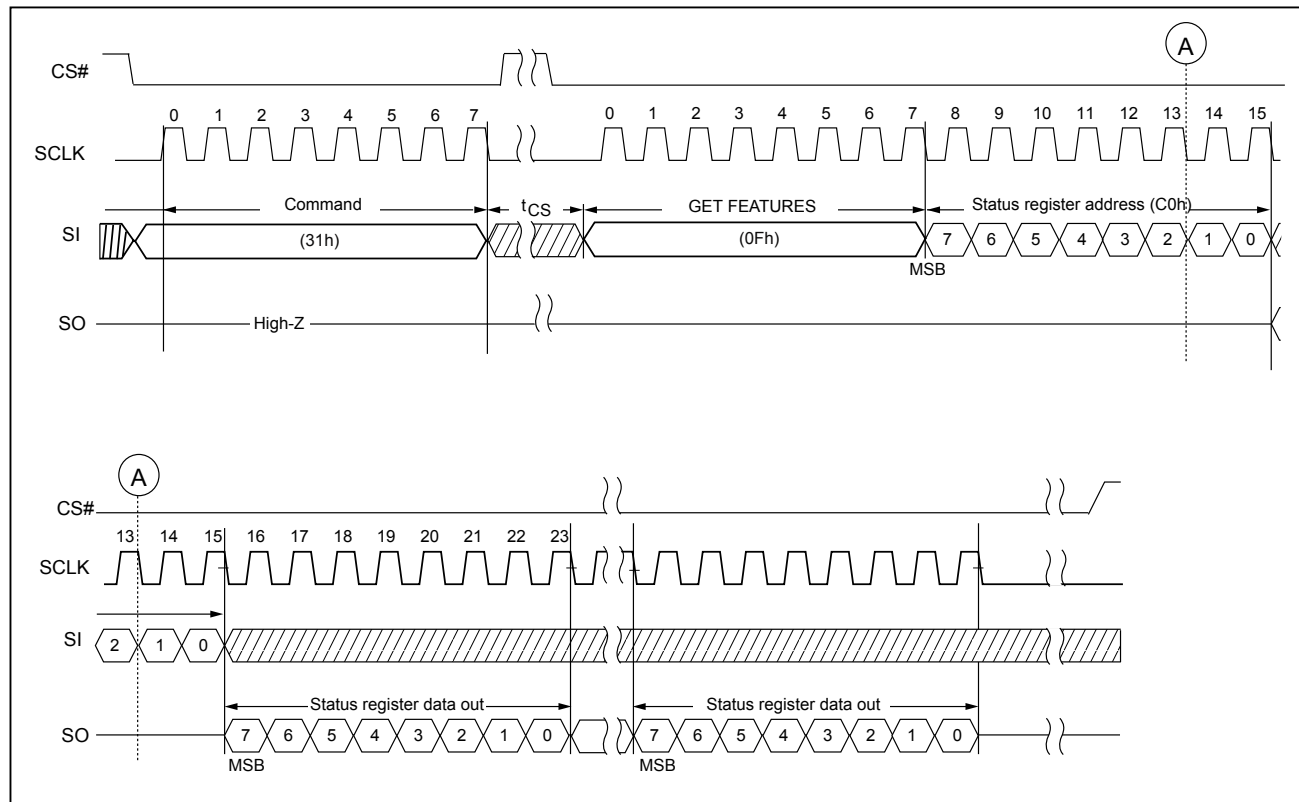 A
CS#
0 1 2 3 4 5 6 7 0 1 2 3 4 5 6 7 8 9 10 11 12 13 14 15
SCLK
Command tCS GET FEATURES Status register address (C0h)
SI (31h) (0Fh) 7 6 5 4 3 2 1 0
MSB
SO High-Z
A
CS#
13 14 15 16 17 18 19 20 21 22 23
SCLK
SI 2 1 0
Status register data out Status register data out
SO 7 6 5 4 3 2 1 0 7 6 5 4 3 2 1 0
MSB MSB